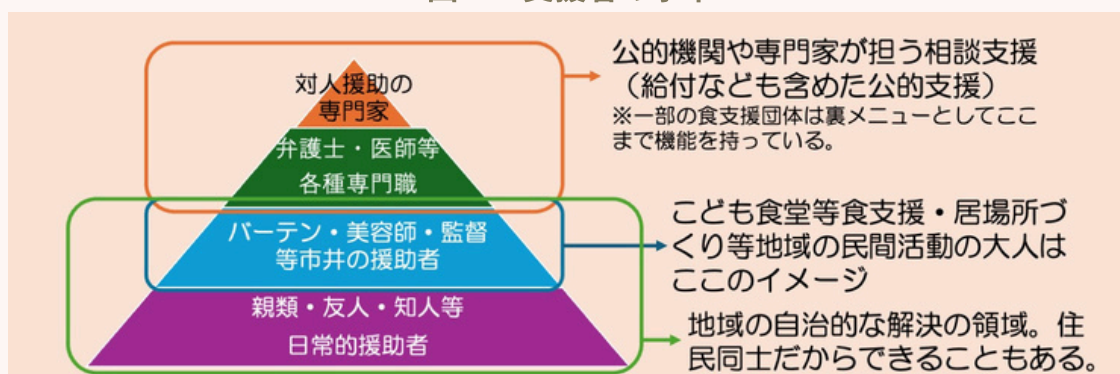 対人援助の
専門家
弁護士・医師等
各種専門職
バーテン・美容師・監督
等市井の援助者
親類・友人・知人等
日常的援助者
公的機関や専門家が担う相談支援
(給付なども含めた公的支援)
※一部の食支援団体は裏メニューとしてここ
まで機能を持っている。
こども食堂等食支援・居場所づ
くり等地域の民間活動の大人は
ここのイメージ
地域の自治的な解決の領域。住
民同士だからできることもある。